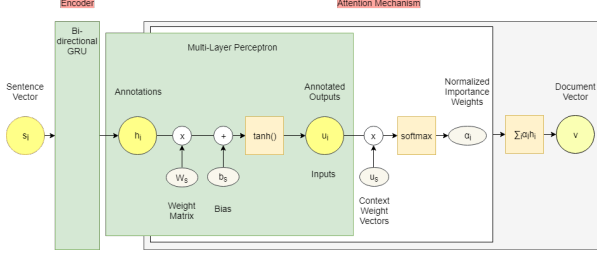 Encoder
Attention Mechanism
Bi-
directional
GRU
Multi-Layer Perceptron
Sentence
Vector
Annotations
Annotated
Outputs
Normalized
Importance
Weights
Document
Vector
sᵢ
hᵢ
x
+
tanh()
uᵢ
x
softmax
αᵢ
∑ᵢαᵢhᵢ
v
Wₛ
bₛ
uₛ
Inputs
Weight
Matrix
Bias
Context
Weight
Vectors